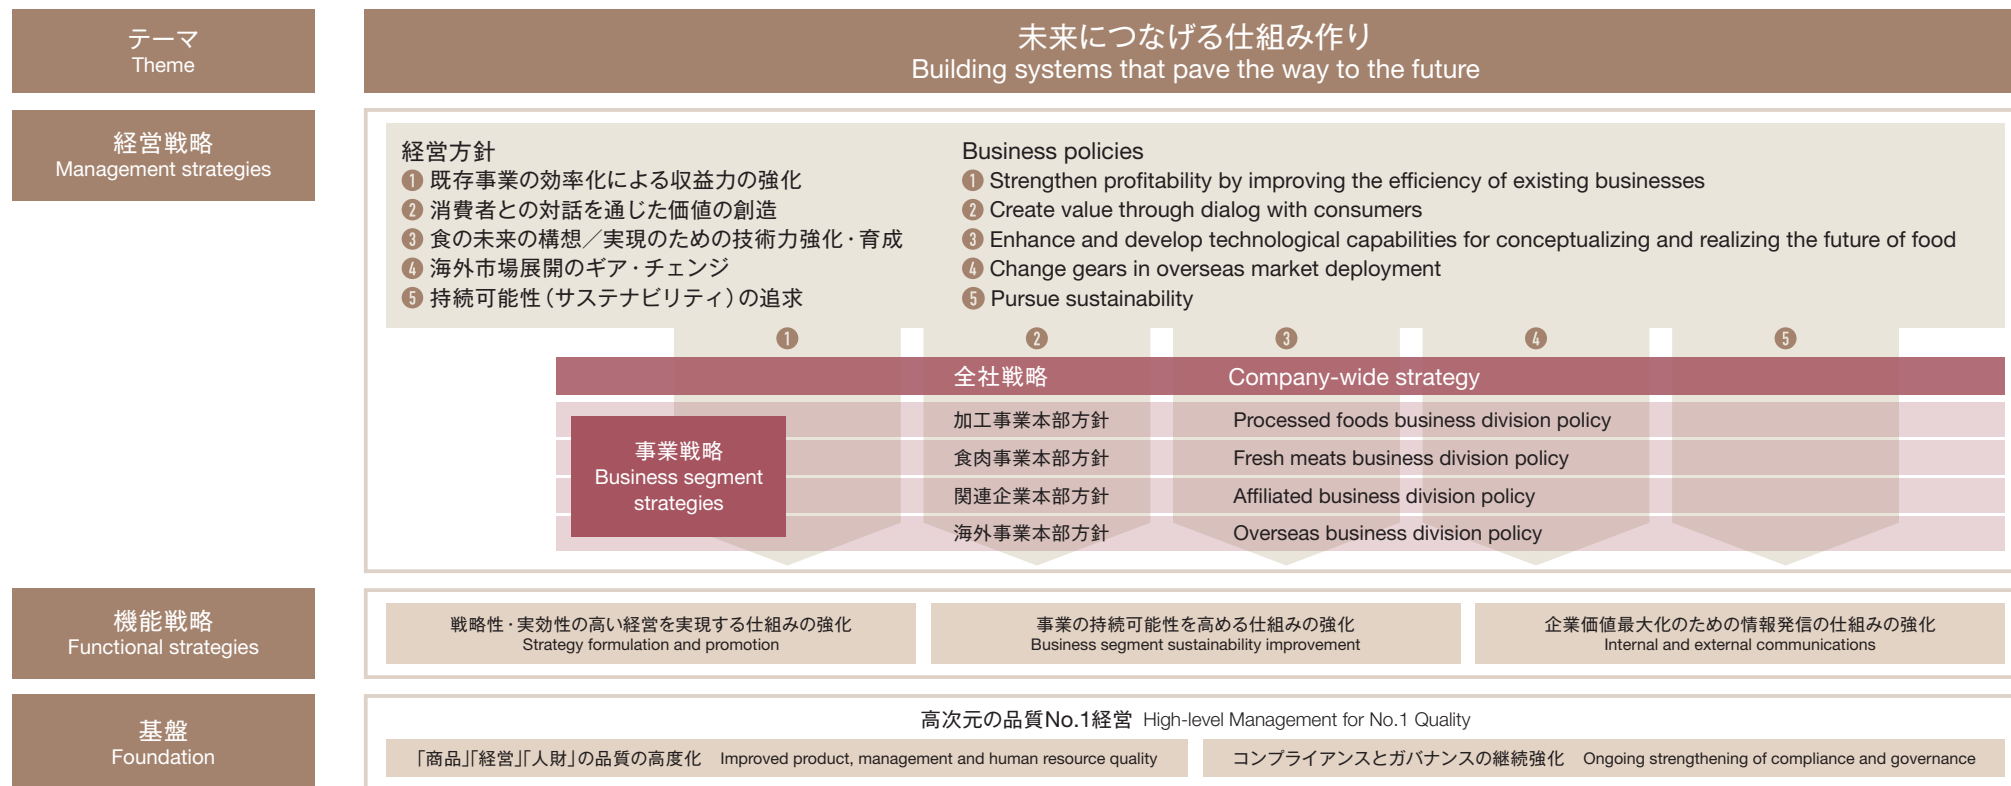 テーマ
Theme
未来につなげる仕組み作り
Building systems that pave the way to the future
経営戦略
Management strategies
経営方針
❶ 既存事業の効率化による収益力の強化
❷ 消費者との対話を通じた価値の創造
❸ 食の未来の構想／実現のための技術力強化・育成
❹ 海外市場展開のギア・チェンジ
❺ 持続可能性（サステナビリティ）の追求
Business policies
❶ Strengthen profitability by improving the efficiency of existing businesses
❷ Create value through dialog with consumers
❸ Enhance and develop technological capabilities for conceptualizing and realizing the future of food
❹ Change gears in overseas market deployment
❺ Pursue sustainability
❶ ❷ ❸ ❹ ❺
全社戦略 Company-wide strategy
事業戦略
Business segment
strategies
加工事業本部方針 Processed foods business division policy
食肉事業本部方針 Fresh meats business division policy
関連企業本部方針 Affiliated business division policy
海外事業本部方針 Overseas business division policy
機能戦略
Functional strategies
戦略性・実効性の高い経営を実現する仕組みの強化
Strategy formulation and promotion
事業の持続可能性を高める仕組みの強化
Business segment sustainability improvement
企業価値最大化のための情報発信の仕組みの強化
Internal and external communications
基盤
Foundation
高次元の品質No.1経営 High-level Management for No.1 Quality
「商品」「経営」「人財」の品質の高度化 Improved product, management and human resource quality
コンプライアンスとガバナンスの継続強化 Ongoing strengthening of compliance and governance